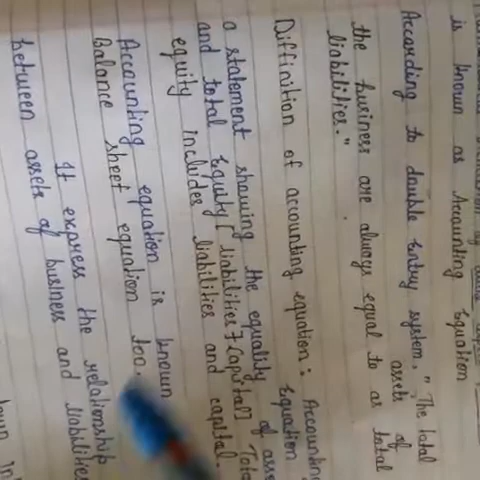 is known as Accounting Equation
According to double entry system. "The total
assets of
the business are always equal to as total
liabilities."
Diffinition of accounting equation: Accounting
Equation
a statement showing the equality of asse
and total Equity [liabilities + Capital] Tota
equity includes liabilities and capital.
Accounting equation is known
Balance sheet equation too.
It express the relationship
between assets of business and liabilities